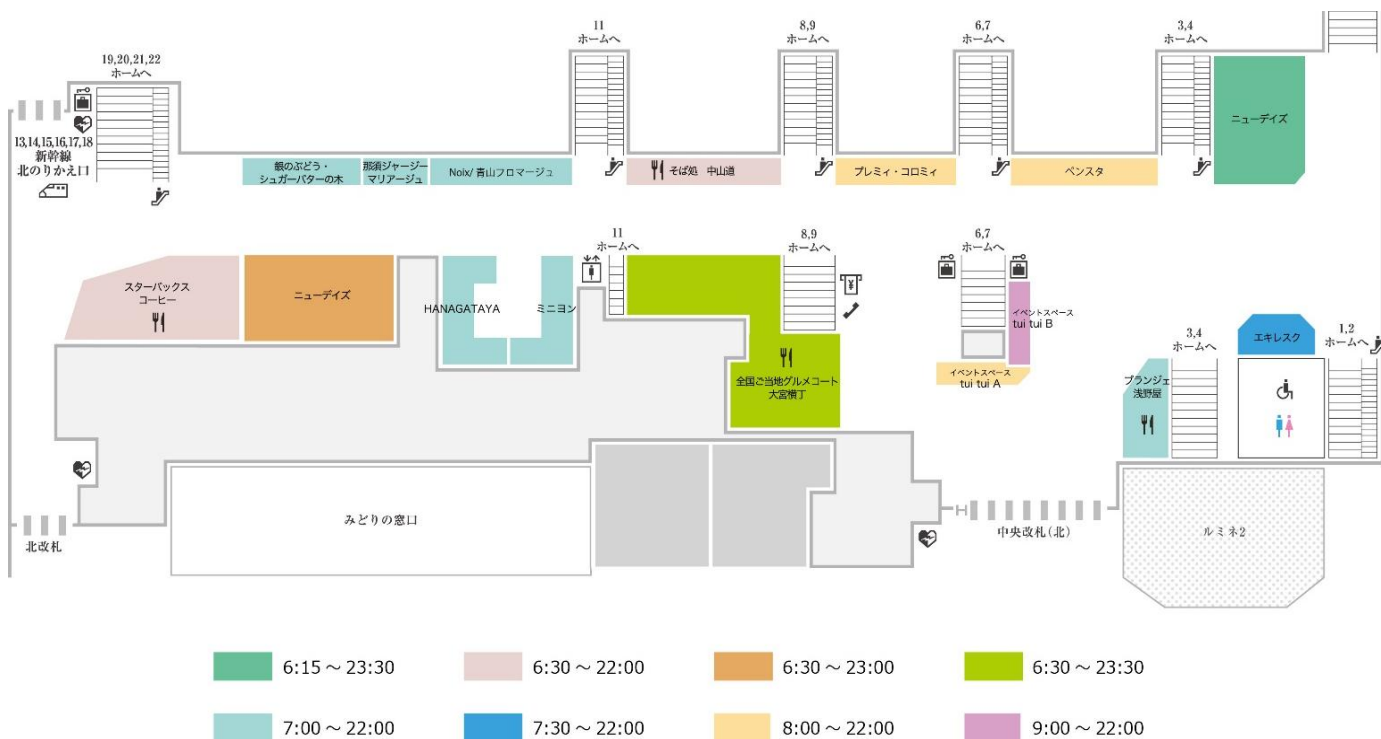 11
ホームへ
8,9
ホームへ
6,7
ホームへ
3,4
ホームへ
19,20,21,22
ホームへ
13,14,15,16,17,18
新幹線
北のりかえ口
銀のぶどう・
シュガーバターの木
那須ジャージー
マリアージュ
Noix/ 青山フロマージュ
そば処 中山道
プレミィ・コロミィ
ベンスタ
ニューデイズ
スターバックス
コーヒー
ニューデイズ
HANAGATAYA
ミニヨン
11
ホームへ
8,9
ホームへ
6,7
ホームへ
イベントスペース
tui tui B
イベントスペース
tui tui A
全国ご当地グルメコート
大宮横丁
ブランジェ
浅野屋
3,4
ホームへ
エキレスク
1,2
ホームへ
北改札
みどりの窓口
中央改札(北)
ルミネ2
6:15 ～ 23:30
6:30 ～ 22:00
6:30 ～ 23:00
6:30 ～ 23:30
7:00 ～ 22:00
7:30 ～ 22:00
8:00 ～ 22:00
9:00 ～ 22:00